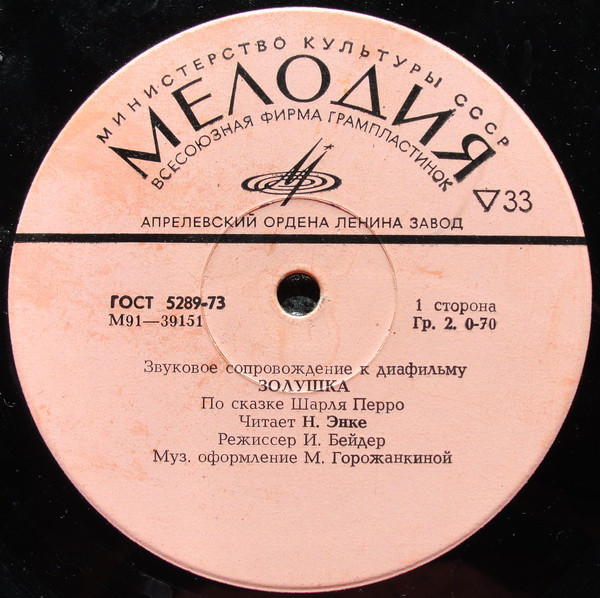 МИНИСТЕРСТВО КУЛЬТУРЫ СССР
МЕЛОДИЯ
ВСЕСОЮЗНАЯ ФИРМА ГРАМПЛАСТИНОК
▽33
АПРЕЛЕВСКИЙ ОРДЕНА ЛЕНИНА ЗАВОД
ГОСТ 5289-73
М91—39151
1 сторона
Гр. 2. 0-70
Звуковое сопровождение к диафильму
ЗОЛУШКА
По сказке Шарля Перро
Читает Н. Энке
Режиссер И. Бейдер
Муз. оформление М. Горожанкиной